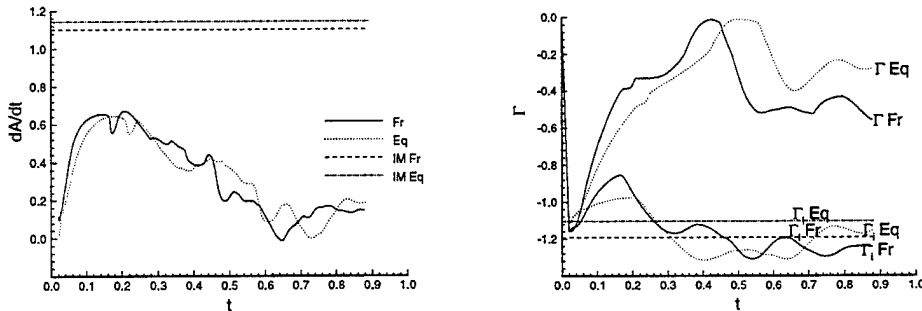 1.2
1.0
0.8
0.6
0.4
0.2
0.0
dA/dt
0.0 0.1 0.2 0.3 0.4 0.5 0.6 0.7 0.8 0.9 1.0
t
Fr
Eq
IM Fr
IM Eq
0.0
-0.2
-0.4
-0.6
-0.8
-1.0
-1.2
Γ
0.0 0.1 0.2 0.3 0.4 0.5 0.6 0.7 0.8 0.9 1.0
t
Γ Eq
Γ Fr
Γᵢ Eq
Γᵢ Fr
Γᵢ Eq
Γᵢ Fr